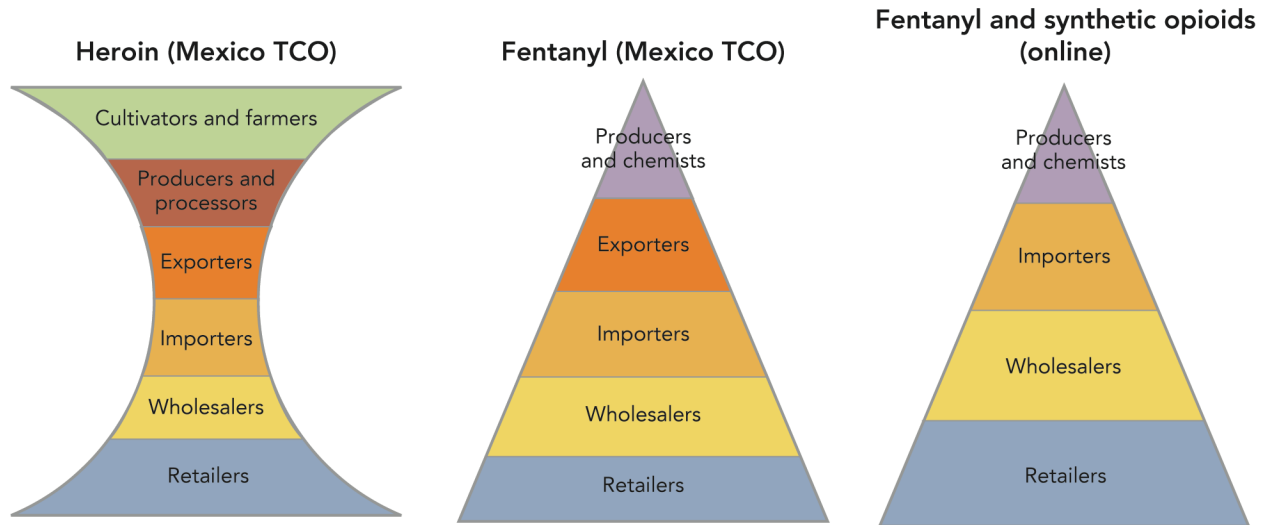 Heroin (Mexico TCO)
Cultivators and farmers
Producers and
processors
Exporters
Importers
Wholesalers
Retailers
Fentanyl (Mexico TCO)
Producers
and chemists
Exporters
Importers
Wholesalers
Retailers
Fentanyl and synthetic opioids
(online)
Producers
and chemists
Importers
Wholesalers
Retailers